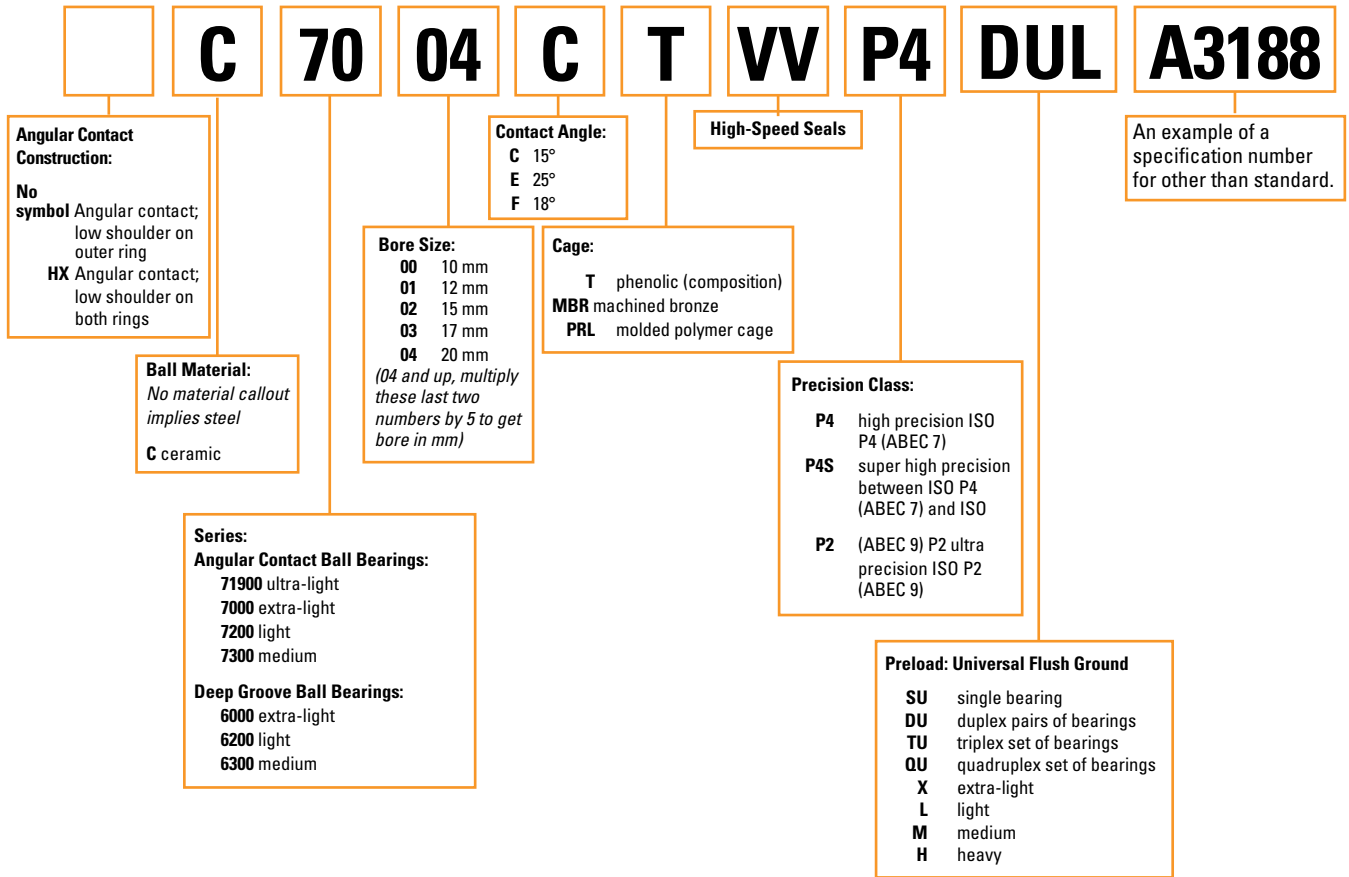 C 70 04 C T VV P4 DUL A3188
Angular Contact
Construction:
No
symbol Angular contact;
low shoulder on
outer ring
HX Angular contact;
low shoulder on
both rings
Ball Material:
No material callout
implies steel
C ceramic
Series:
Angular Contact Ball Bearings:
71900 ultra-light
7000 extra-light
7200 light
7300 medium
Deep Groove Ball Bearings:
6000 extra-light
6200 light
6300 medium
Bore Size:
00 10 mm
01 12 mm
02 15 mm
03 17 mm
04 20 mm
(04 and up, multiply
these last two
numbers by 5 to get
bore in mm)
Contact Angle:
C 15°
E 25°
F 18°
Cage:
T phenolic (composition)
MBR machined bronze
PRL molded polymer cage
High-Speed Seals
Precision Class:
P4 high precision ISO
P4 (ABEC 7)
P4S super high precision
between ISO P4
(ABEC 7) and ISO
P2 (ABEC 9) P2 ultra
precision ISO P2
(ABEC 9)
Preload: Universal Flush Ground
SU single bearing
DU duplex pairs of bearings
TU triplex set of bearings
QU quadruplex set of bearings
X extra-light
L light
M medium
H heavy
An example of a
specification number
for other than standard.